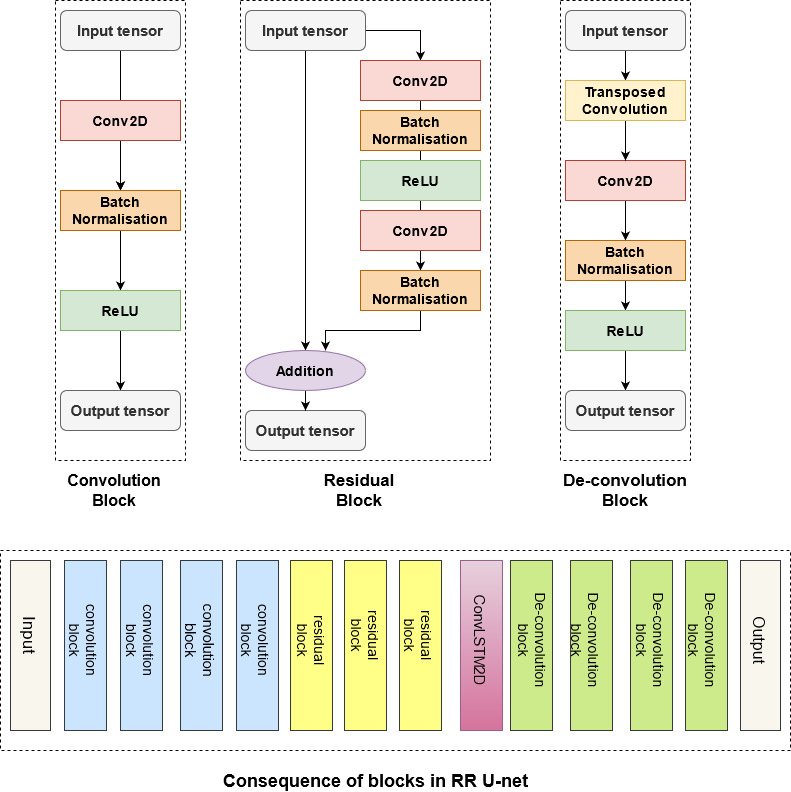 Input tensor
Conv2D
Batch
Normalisation
ReLU
Output tensor
Convolution
Block
Input tensor
Conv2D
Batch
Normalisation
ReLU
Conv2D
Batch
Normalisation
Addition
Output tensor
Residual
Block
Input tensor
Transposed
Convolution
Conv2D
Batch
Normalisation
ReLU
Output tensor
De-convolution
Block
Input
convolution
block
convolution
block
convolution
block
convolution
block
residual
block
residual
block
residual
block
ConvLSTM2D
De-convolution
block
De-convolution
block
De-convolution
block
De-convolution
block
Output
Consequence of blocks in RR U-net